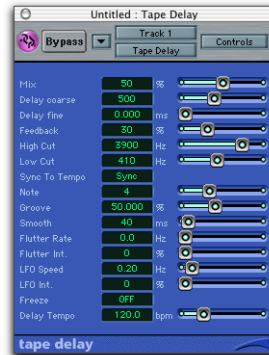 Untitled : Tape Delay
Bypass
Track 1
Tape Delay
Controls
Mix 50 %
Delay coarse 500
Delay fine 0.000 ms
Feedback 30 %
High Cut 3900 Hz
Low Cut 410 Hz
Sync To Tempo Sync
Note 4
Groove 50.000 %
Smooth 40 ms
Flutter Rate 0.0 Hz
Flutter Int. 0 %
LFO Speed 0.20 Hz
LFO Int. 0 %
Freeze OFF
Delay Tempo 120.0 bpm
tape delay